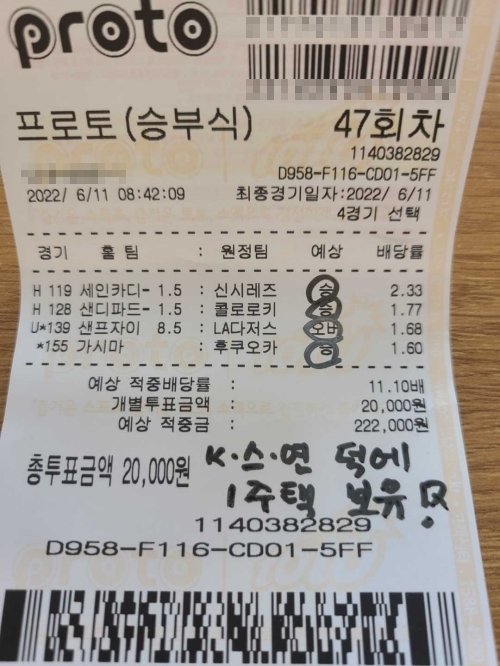 proto
프로토(승부식) 47회차
1140382829
D958-F116-CD01-5FF
2022/ 6/11 08:42:09 최종경기일자:2022/ 6/11
4경기 선택
경기 홈 팀 : 원정팀 예상 배당률
H 119 세인카디- 1.5 : 신시레즈 승 2.33
H 128 샌디파드- 1.5 : 콜로로키 승 1.77
U*139 샌프자이 8.5 : LA다저스 오버 1.68
*155 가시마 : 후쿠오카 승 1.60
예상 적중배당률 : 11.10배
개별투표금액 : 20,000원
예상 적중금 : 222,000원
총투표금액 20,000원
K·스·연 덕에
1주택 보유
1140382829
D958-F116-CD01-5FF
proto